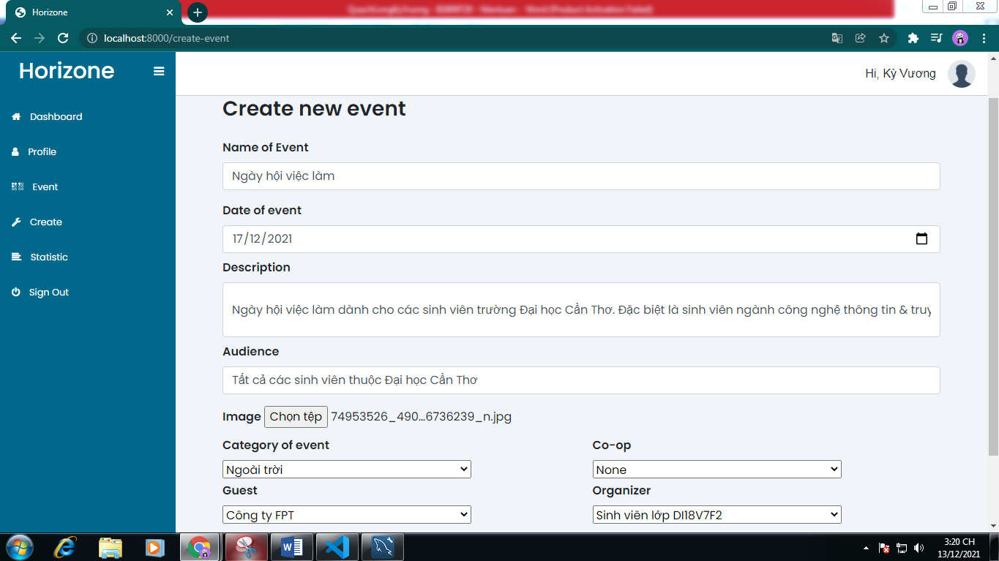 Horizone
localhost:8000/create-event
Horizone
Hi, Kỳ Vương
Dashboard
Profile
Event
Create
Statistic
Sign Out
Create new event
Name of Event
Ngày hội việc làm
Date of event
17/12/2021
Description
Ngày hội việc làm dành cho các sinh viên trường Đại học Cần Thơ. Đặc biệt là sinh viên ngành công nghệ thông tin & truy
Audience
Tất cả các sinh viên thuộc Đại học Cần Thơ
Image Chọn tệp 74953526_490...6736239_n.jpg
Category of event
Co-op
Ngoài trời
None
Guest
Organizer
Công ty FPT
Sinh viên lớp DI18V7F2
3:20 CH
13/12/2021